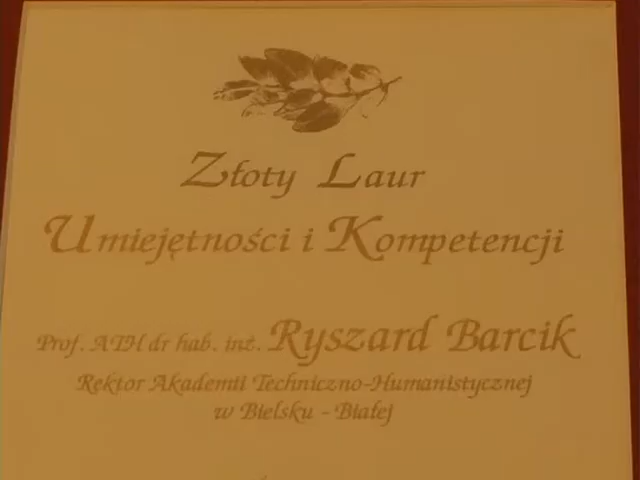 Złoty Laur
Umiejętności i Kompetencji
Prof. ATH dr hab. inż. Ryszard Barcik
Rektor Akademii Techniczno-Humanistycznej
w Bielsku - Białej